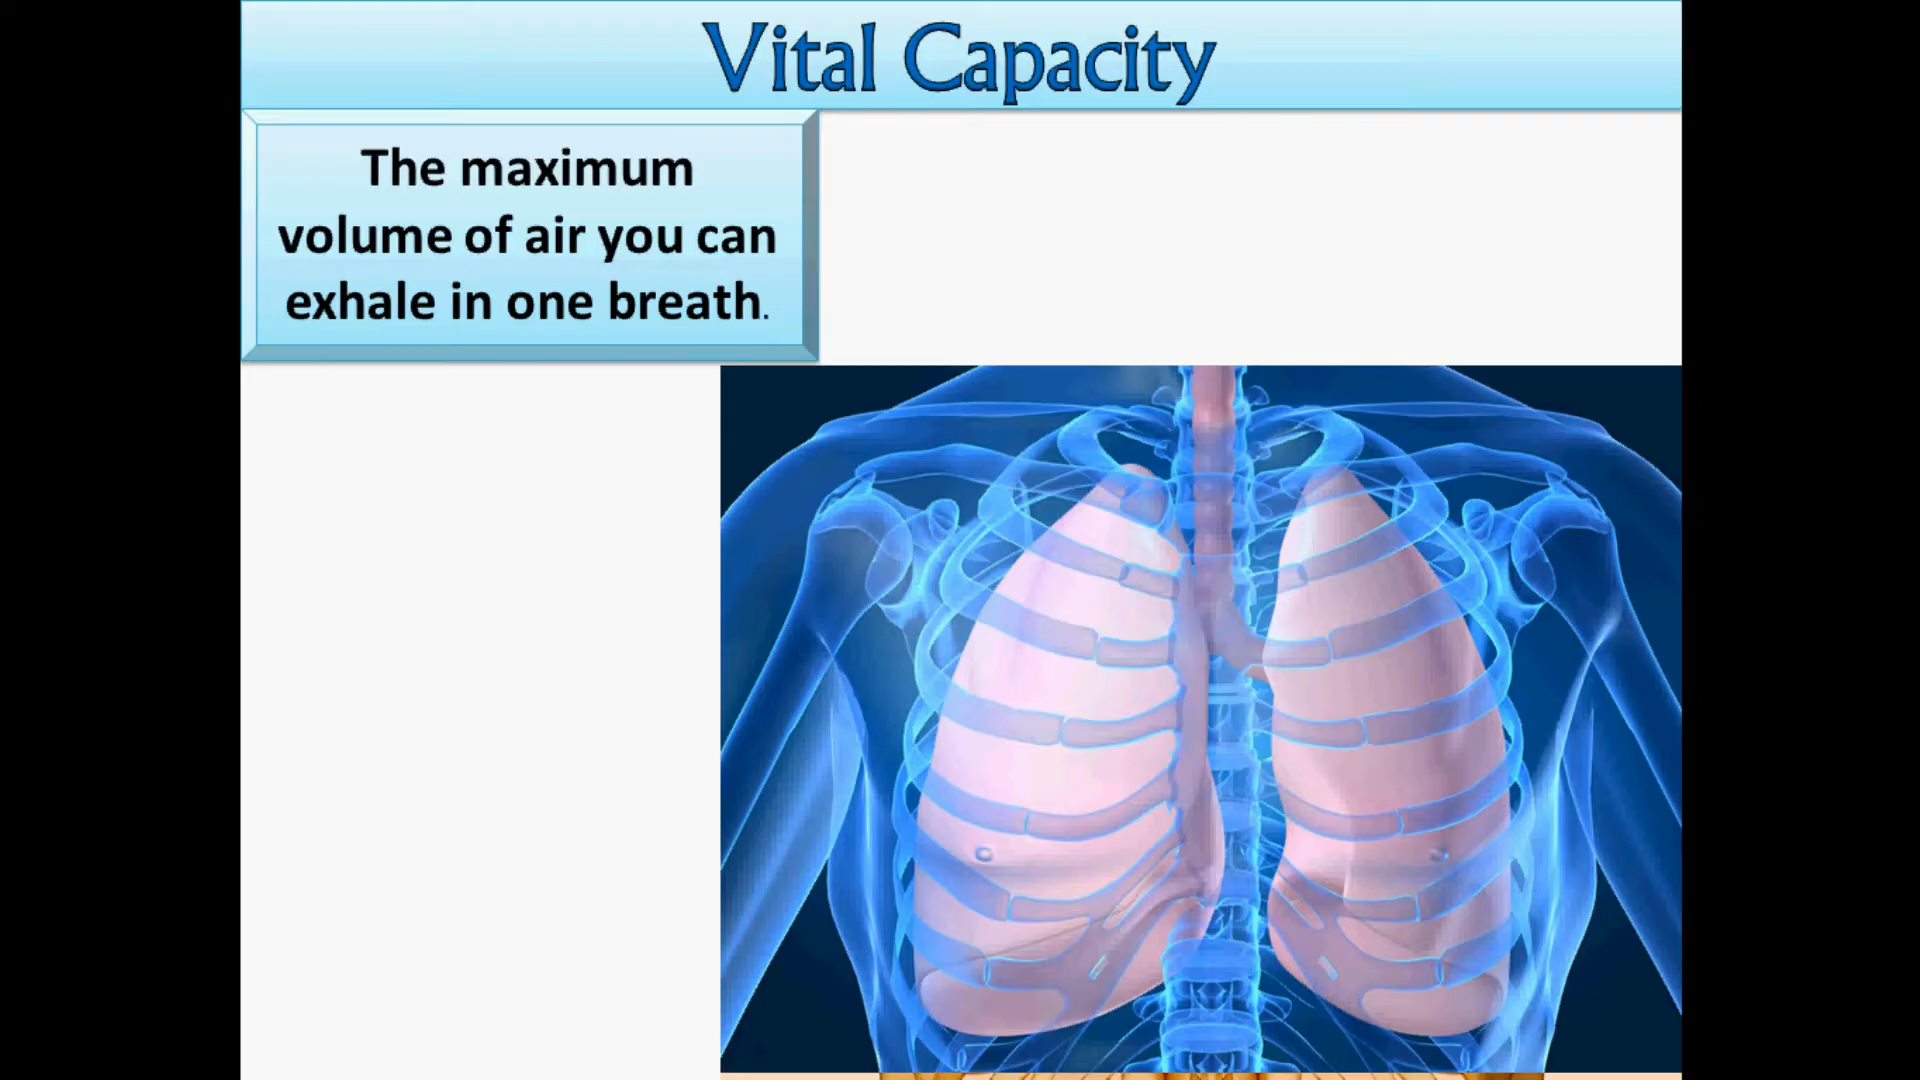 Vital Capacity
The maximum
volume of air you can
exhale in one breath.